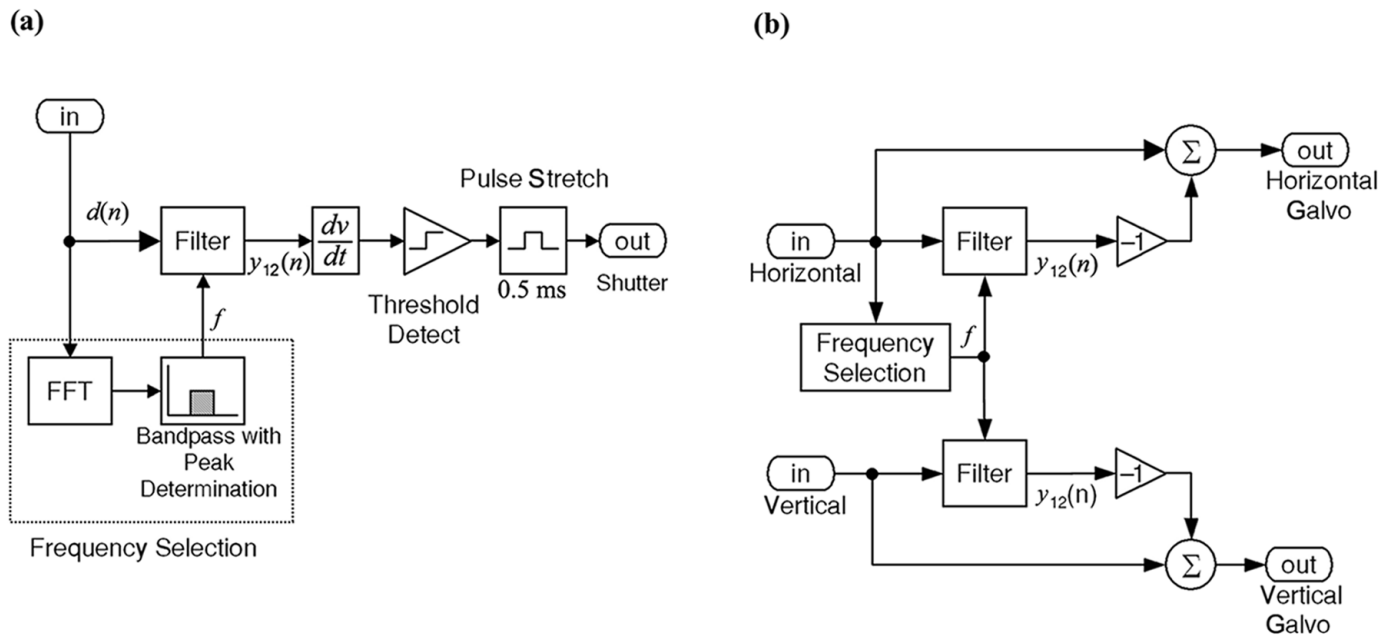 (a)
in
d(n)
Filter
y12(n)
dv
dt
Threshold
Detect
Pulse Stretch
0.5 ms
out
Shutter
f
FFT
Bandpass with
Peak
Determination
Frequency Selection
(b)
in
Horizontal
Filter
y12(n)
–1
Σ
out
Horizontal
Galvo
Frequency
Selection
f
in
Vertical
Filter
y12(n)
–1
Σ
out
Vertical
Galvo